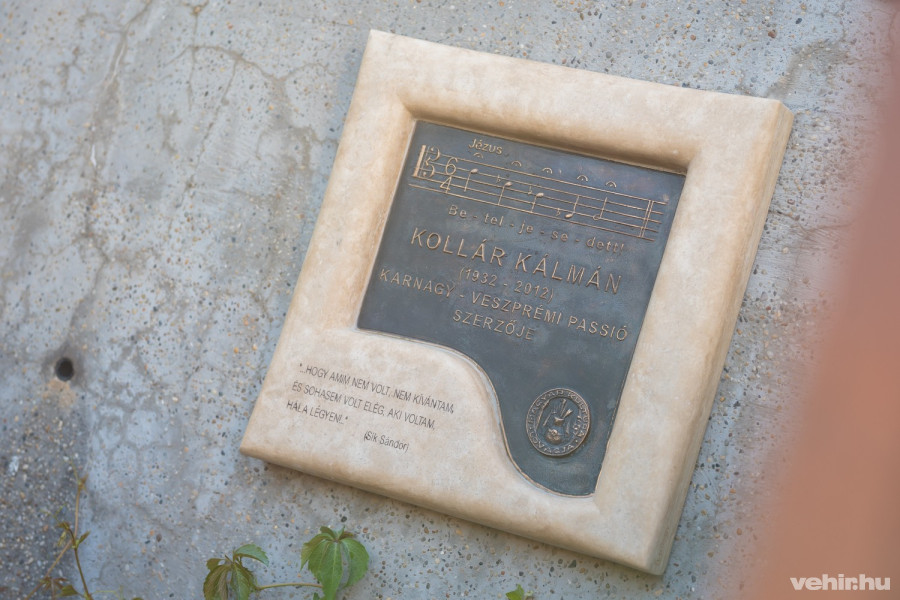 Jézus
Be - tel - je - se - dett!
KOLLÁR KÁLMÁN
(1932 - 2012)
KARNAGY - VESZPRÉMI PASSIÓ
SZERZŐJE
"...HOGY AMIM NEM VOLT, NEM KÍVÁNTAM,
ÉS SOHASEM VOLT ELÉG, AKI VOLTAM,
HÁLA LÉGYEN!.."
(Sík Sándor)
vehir.hu